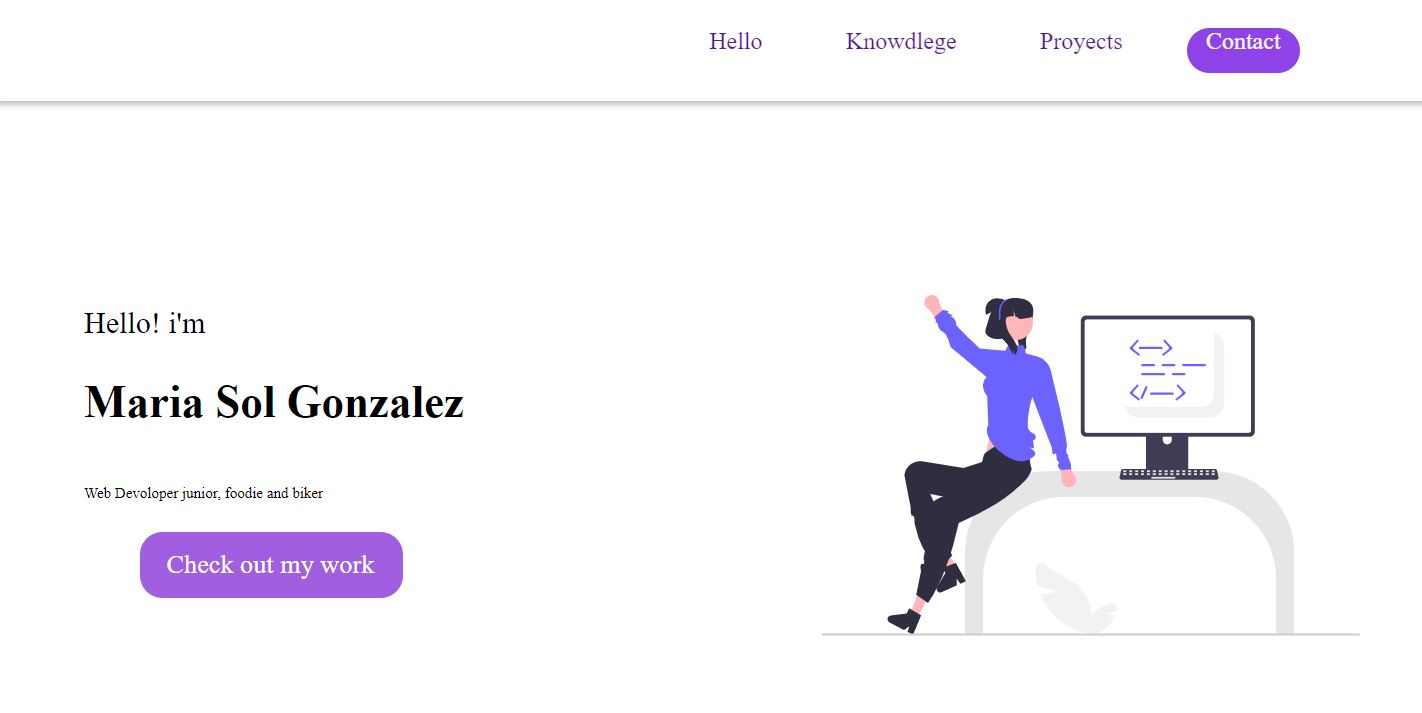 Hello Knowdlege Proyects Contact
Hello! i'm
Maria Sol Gonzalez
Web Devoloper junior, foodie and biker
Check out my work